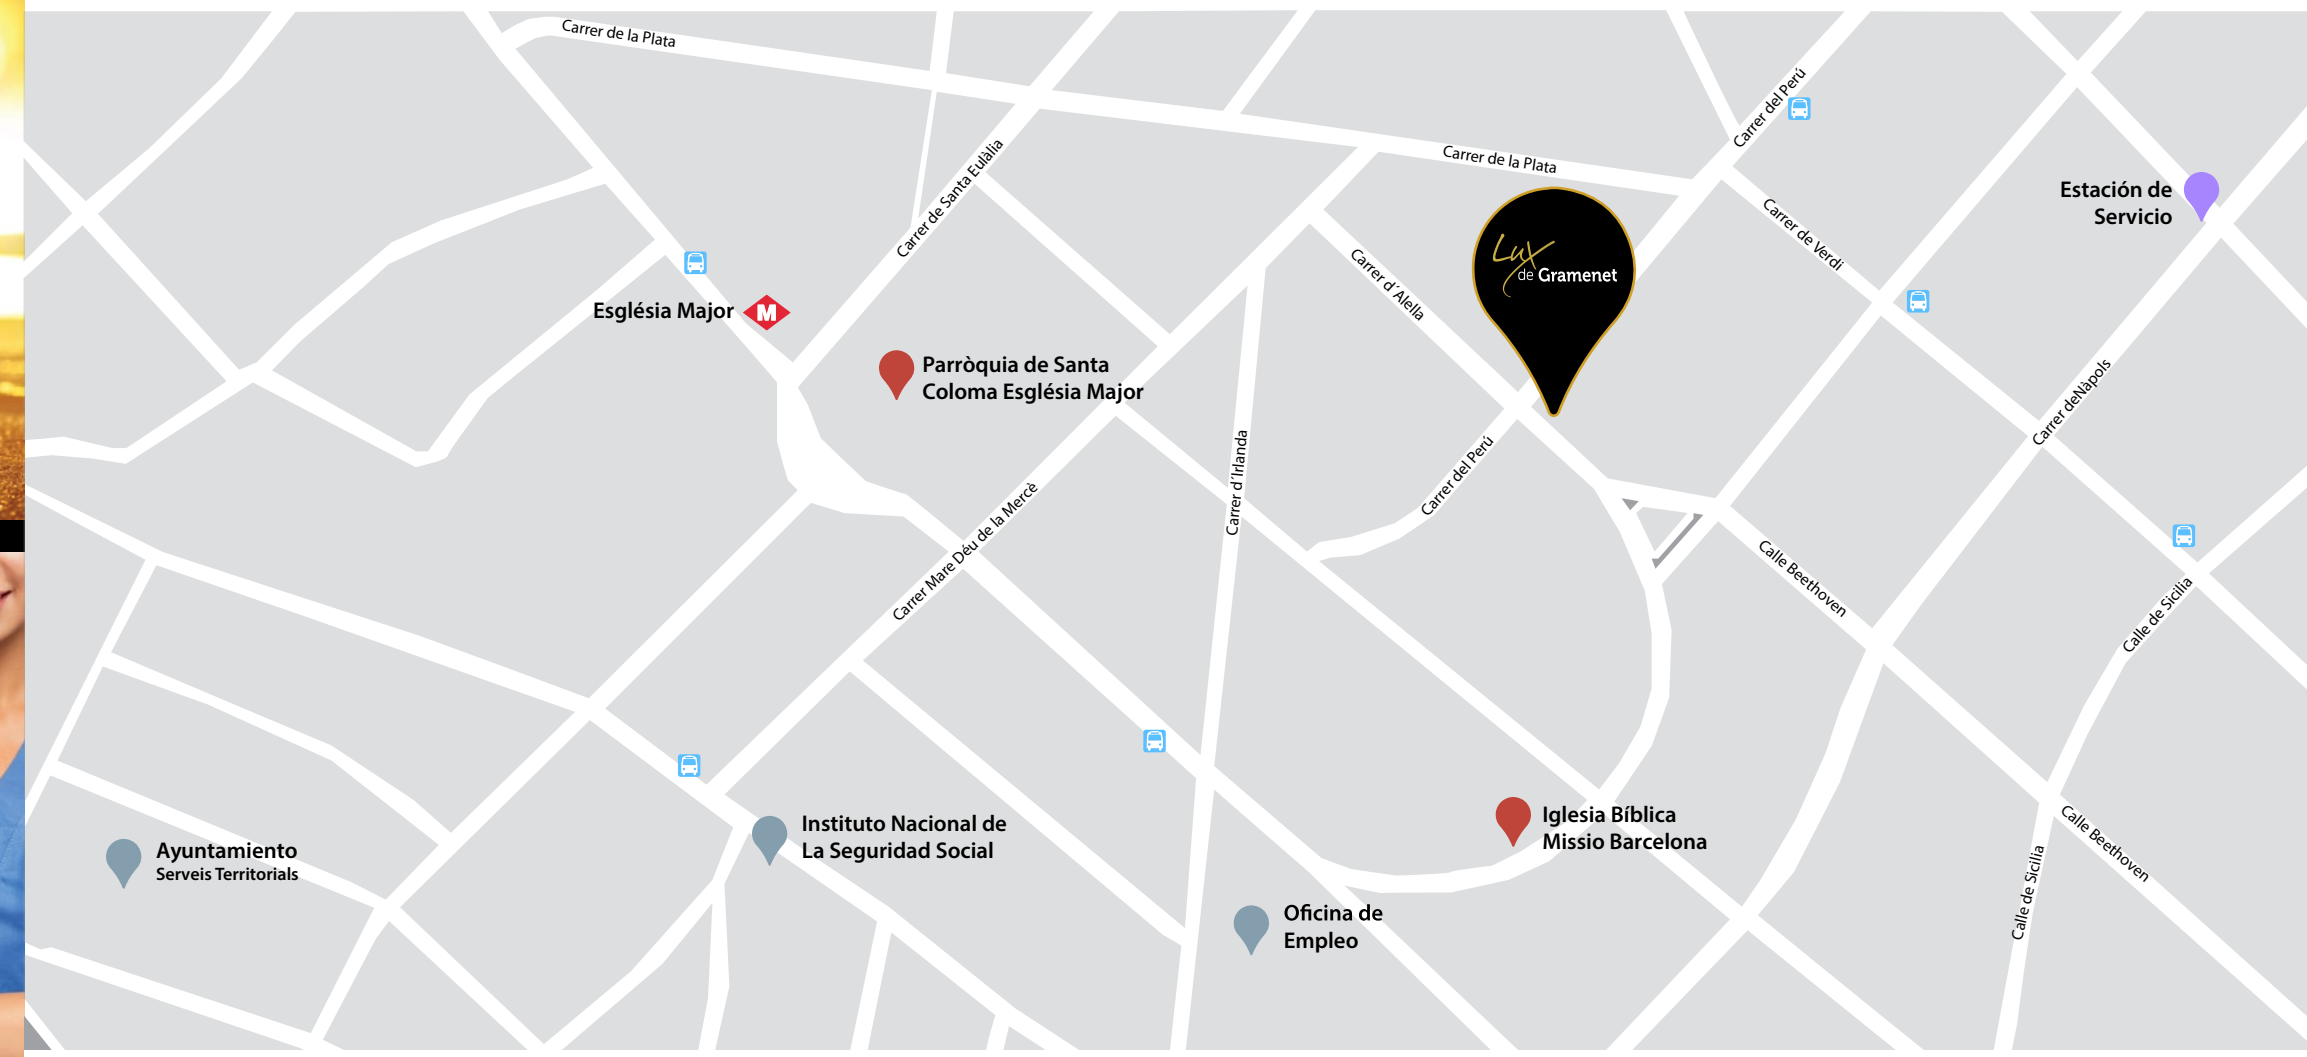 Carrer de la Plata
Carrer del Perú
Carrer de la Plata
Carrer de Santa Eulàlia
Estación de
Servicio
Carrer de Verdi
Lux
de Gramenet
Carrer d´Alella
Església Major
M
Parròquia de Santa
Coloma Església Major
Carrer deNàpols
Carrer d´Irlanda
Carrer del Perú
Carrer Mare Déu de la Mercè
Calle Beethoven
Calle de Sicilia
Instituto Nacional de
La Seguridad Social
Iglesia Bíblica
Missio Barcelona
Calle Beethoven
Ayuntamiento
Serveis Territorials
Calle de Sicilia
Oficina de
Empleo